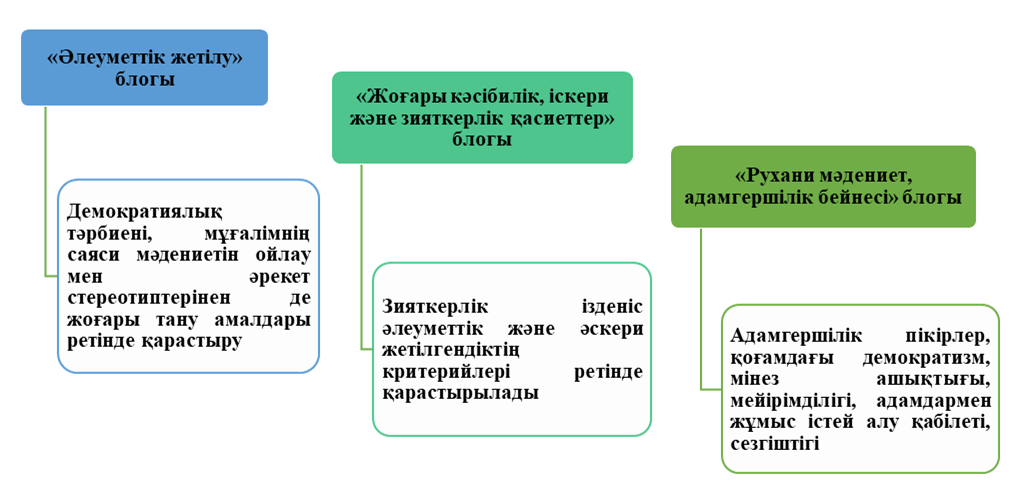 «Әлеуметтік жетілу»
блогы
Демократиялық
тәрбиені, мұғалімнің
саяси мәдениетін ойлау
мен әрекет
стереотиптерінен де
жоғары тану амалдары
ретінде қарастыру
«Жоғары кәсібилік, іскери
және зияткерлік қасиеттер»
блогы
Зияткерлік ізденіс
әлеуметтік және әскери
жетілгендіктің
критерийлері ретінде
қарастырылады
«Рухани мәдениет,
адамгершілік бейнесі» блогы
Адамгершілік пікірлер,
қоғамдағы демократизм,
мінез ашықтығы,
мейірімділігі, адамдармен
жұмыс істей алу қабілеті,
сезгіштігі